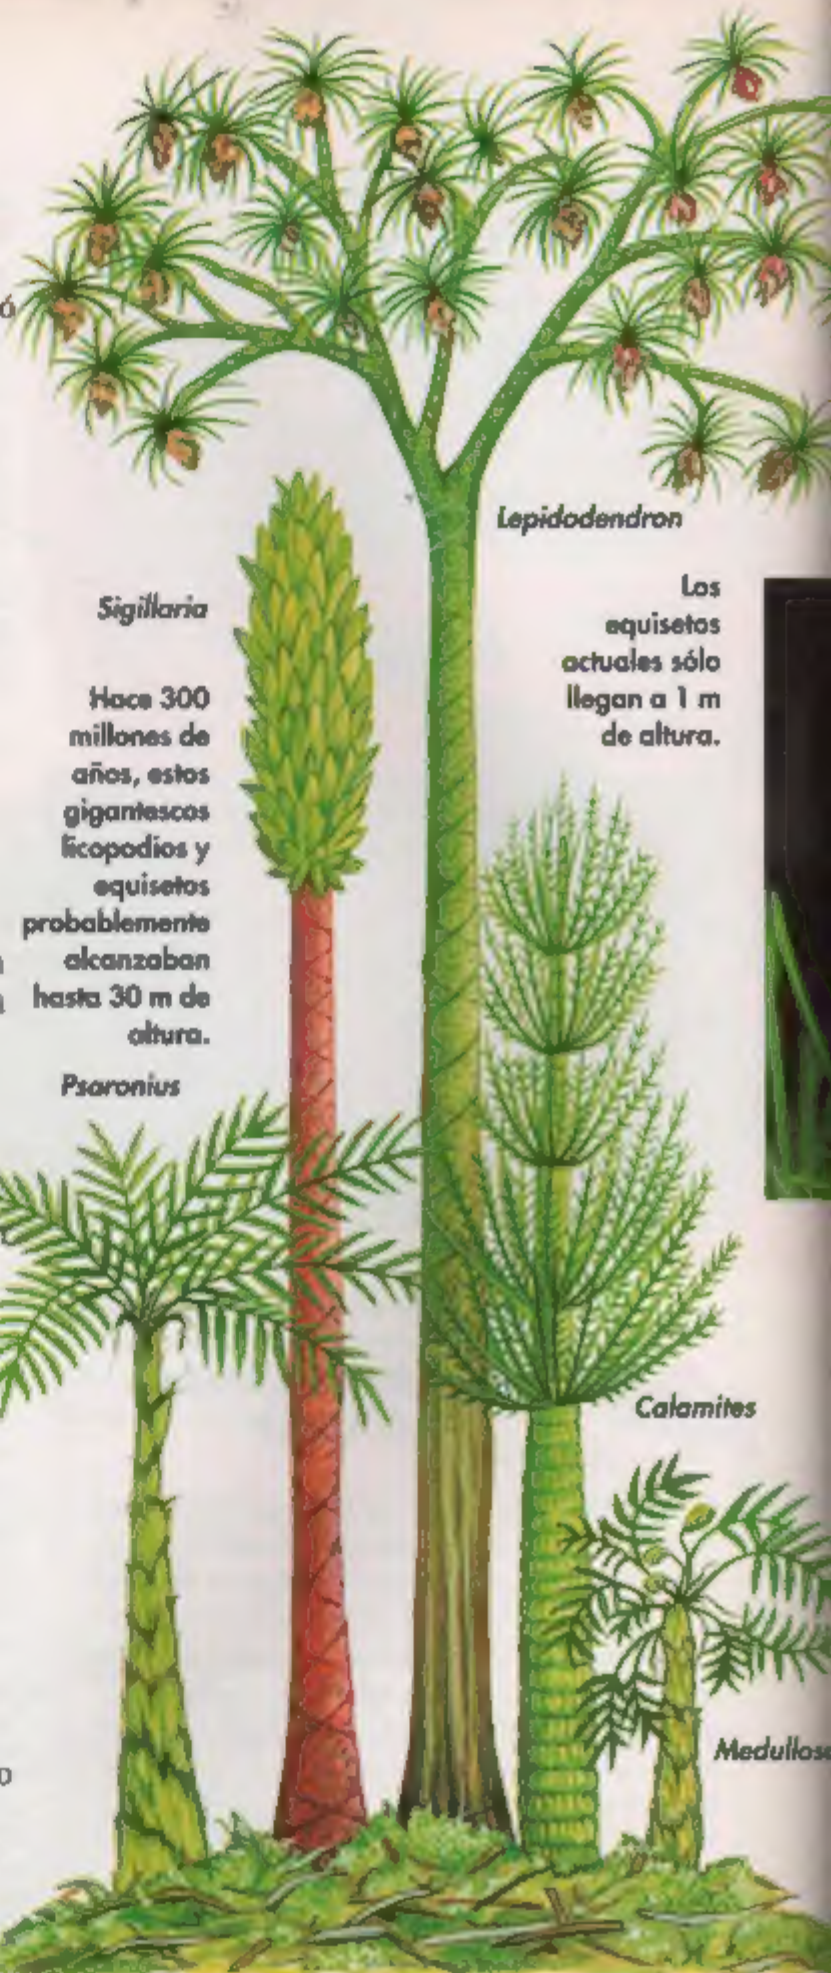 Lepidodendron
Sigillaria
Los
equisetos
actuales sólo
llegan a 1 m
de altura.
Hace 300
millones de
años, estos
gigantescos
licopodios y
equisetos
probablemente
alcanzaban
hasta 30 m de
altura.
Psaronius
Calamites
Medullosa